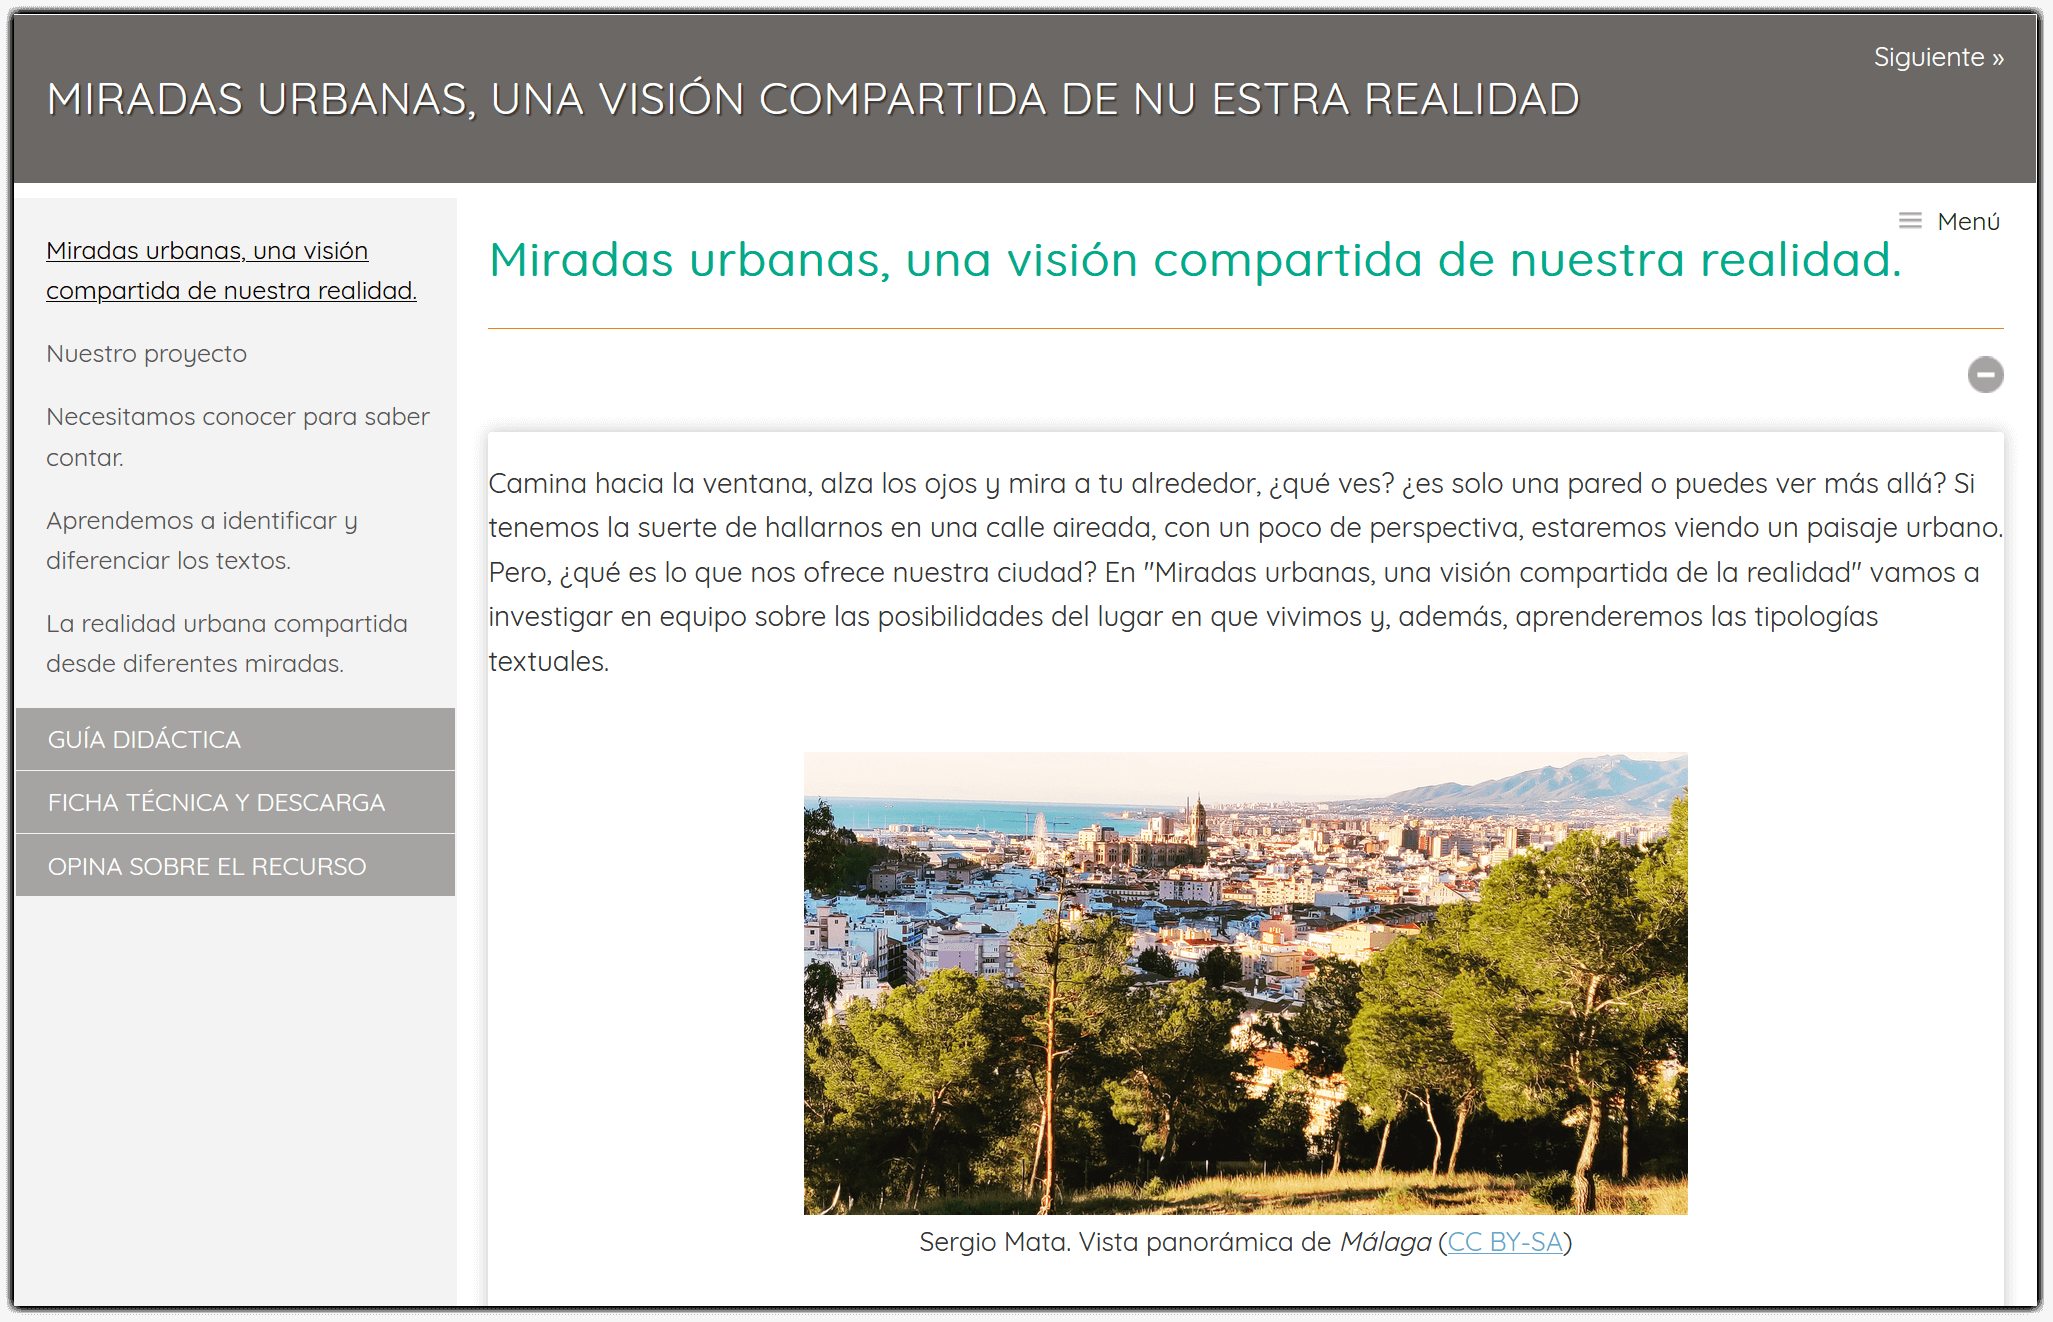 Siguiente »
MIRADAS URBANAS, UNA VISIÓN COMPARTIDA DE NU ESTRA REALIDAD
Miradas urbanas, una visión
compartida de nuestra realidad.
Nuestro proyecto
Necesitamos conocer para saber
contar.
Aprendemos a identificar y
diferenciar los textos.
La realidad urbana compartida
desde diferentes miradas.
GUÍA DIDÁCTICA
FICHA TÉCNICA Y DESCARGA
OPINA SOBRE EL RECURSO
Menú
Miradas urbanas, una visión compartida de nuestra realidad.
Camina hacia la ventana, alza los ojos y mira a tu alrededor, ¿qué ves? ¿es solo una pared o puedes ver más allá? Si
tenemos la suerte de hallarnos en una calle aireada, con un poco de perspectiva, estaremos viendo un paisaje urbano.
Pero, ¿qué es lo que nos ofrece nuestra ciudad? En "Miradas urbanas, una visión compartida de la realidad" vamos a
investigar en equipo sobre las posibilidades del lugar en que vivimos y, además, aprenderemos las tipologías
textuales.
Sergio Mata. Vista panorámica de Málaga (CC BY-SA)